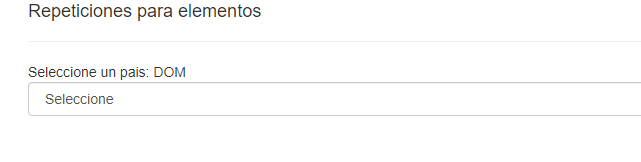 Repeticiones para elementos
Seleccione un pais: DOM
Seleccione